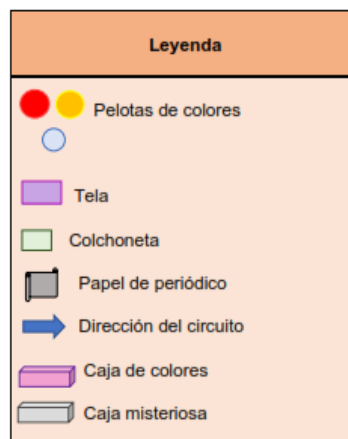 Leyenda
Pelotas de colores
Tela
Colchoneta
Papel de periódico
Dirección del circuito
Caja de colores
Caja misteriosa